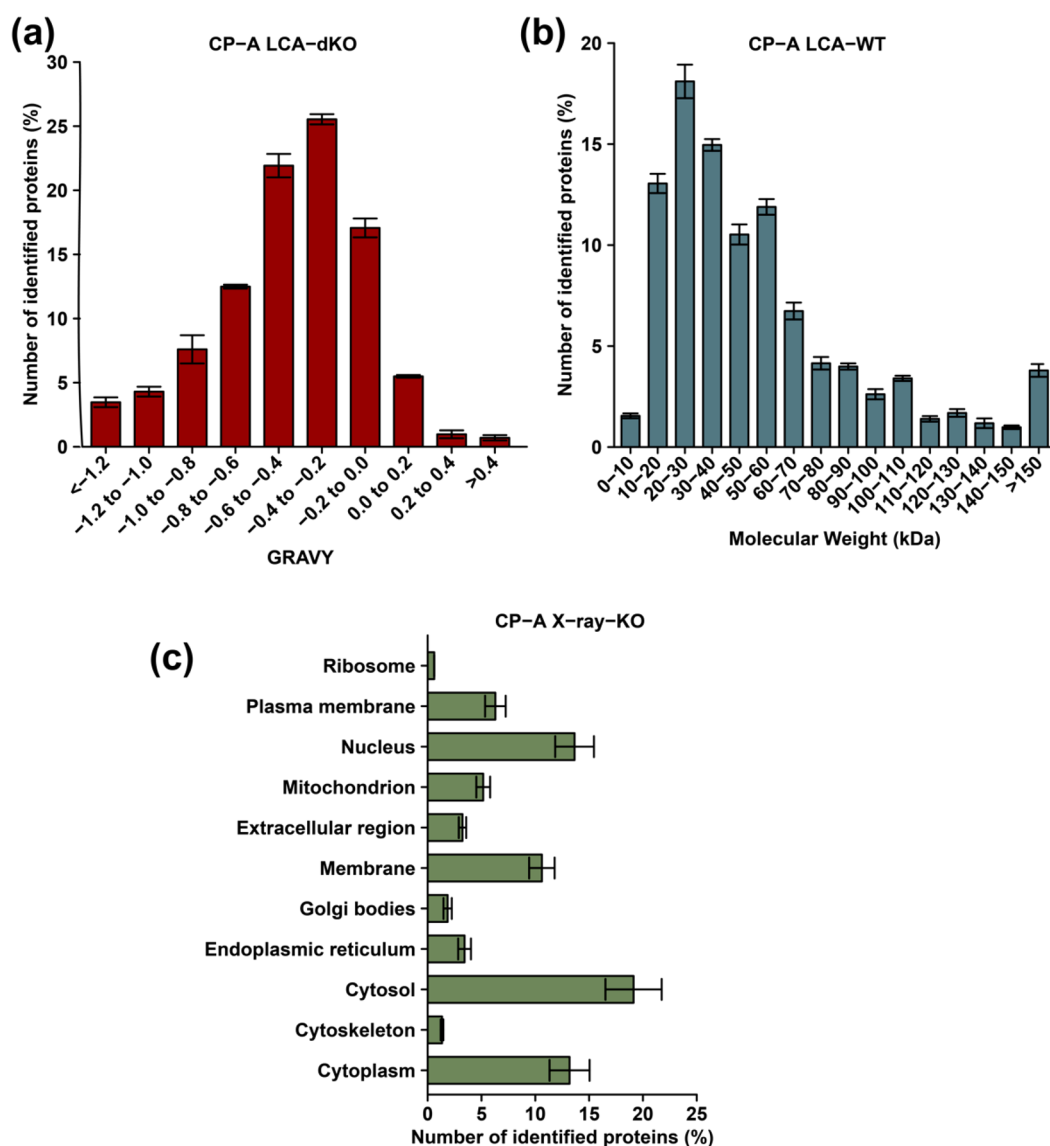 (a)
CP−A LCA−dKO
Number of identified proteins (%)
30
25
20
15
10
5
0
<−1.2
−1.2 to −1.0
−1.0 to −0.8
−0.8 to −0.6
−0.6 to −0.4
−0.4 to −0.2
−0.2 to 0.0
0.0 to 0.2
0.2 to 0.4
>0.4
GRAVY
(b)
CP−A LCA−WT
Number of identified proteins (%)
20
15
10
5
0
0−10
10−20
20−30
30−40
40−50
50−60
60−70
70−80
80−90
90−100
100−110
110−120
120−130
130−140
140−150
>150
Molecular Weight (kDa)
(c)
CP−A X−ray−KO
Ribosome
Plasma membrane
Nucleus
Mitochondrion
Extracellular region
Membrane
Golgi bodies
Endoplasmic reticulum
Cytosol
Cytoskeleton
Cytoplasm
0 5 10 15 20 25
Number of identified proteins (%)